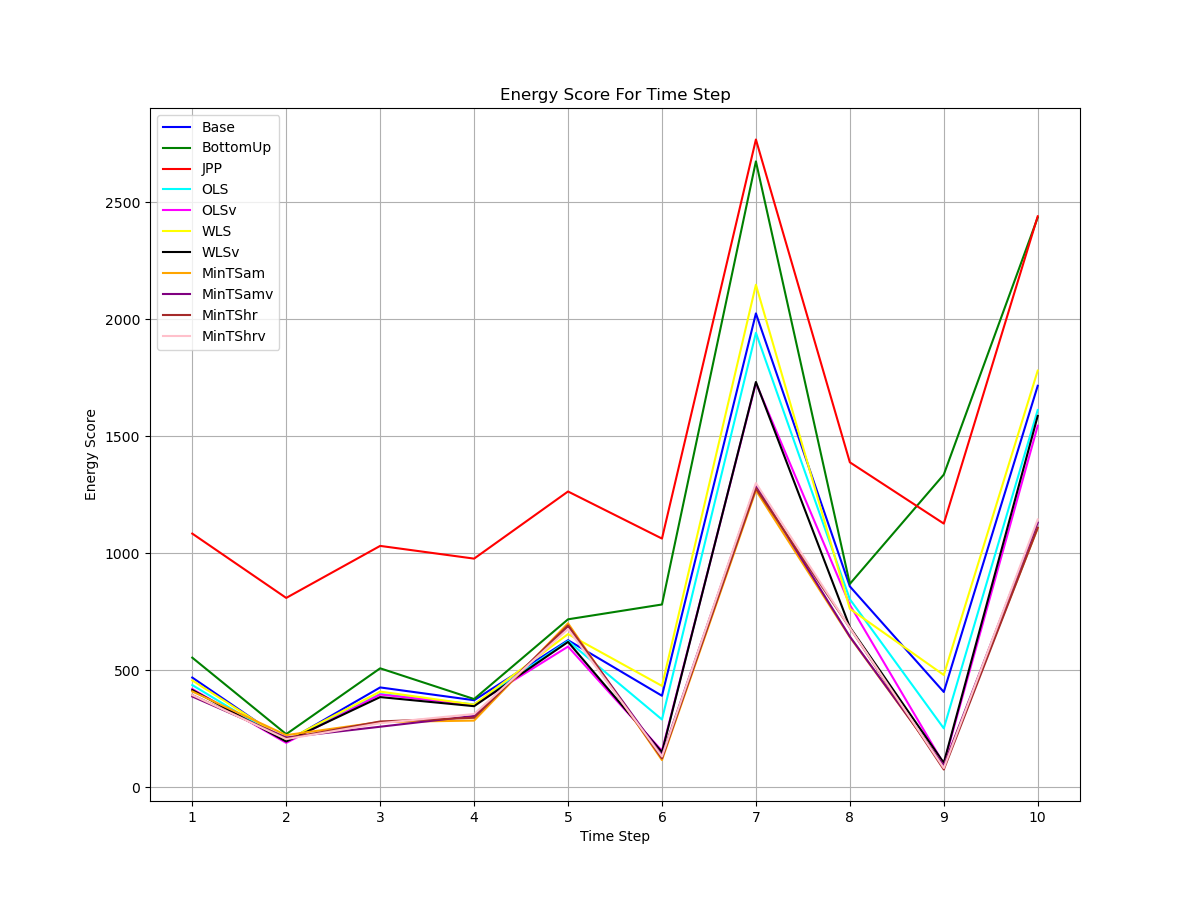 Energy Score For Time Step
Base
BottomUp
JPP
OLS
OLSv
WLS
WLSv
MinTSam
MinTSamv
MinTShr
MinTShrv
Energy Score
2500
2000
1500
1000
500
0
1 2 3 4 5 6 7 8 9 10
Time Step